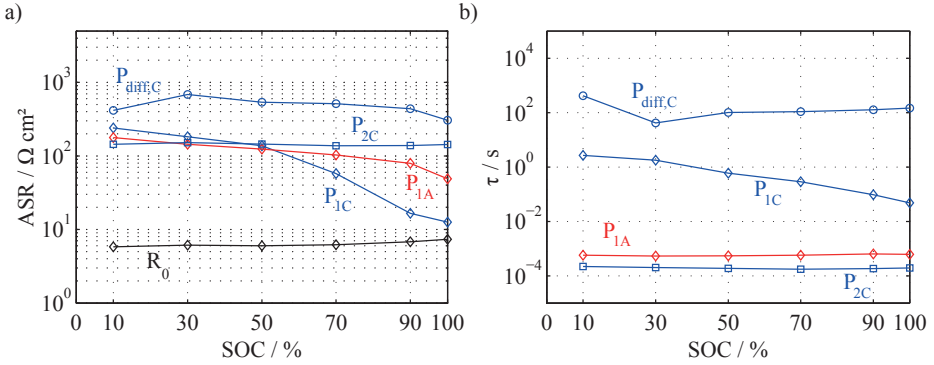 a)
ASR / Ω cm²
10³
10²
10¹
10⁰
P_diff,C
P_2C
P_1A
P_1C
R_0
0 10 30 50 70 90 100
SOC / %
b)
τ / s
10⁴
10²
10⁰
10⁻²
10⁻⁴
P_diff,C
P_1C
P_1A
P_2C
0 10 30 50 70 90 100
SOC / %